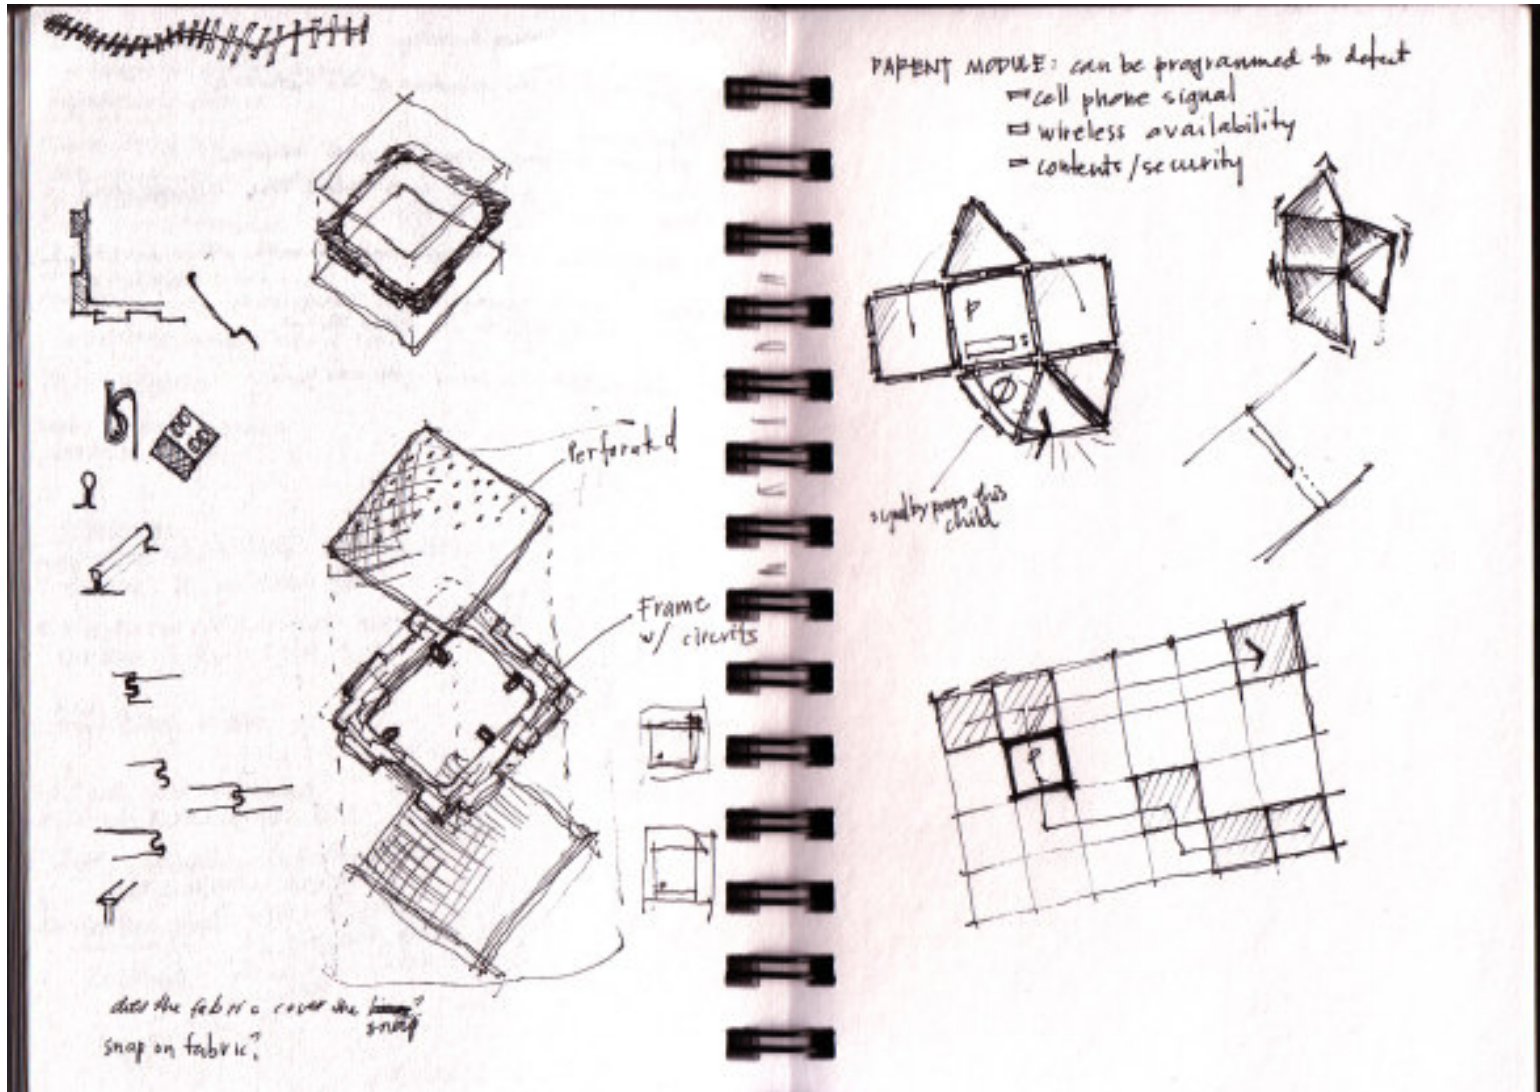 Perforated
Frame
w/ circuits
does the fabric cover the
snap
snap on fabric?
PARENT MODULE: can be programmed to detect
cell phone signal
wireless availability
contents/security
P
s
child
P